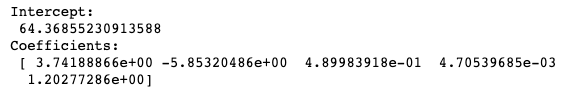 Intercept:
64.36855230913588
Coefficients:
[ 3.74188866e+00 -5.85320486e+00 4.89983918e-01 4.70539685e-03
1.20277286e+00]